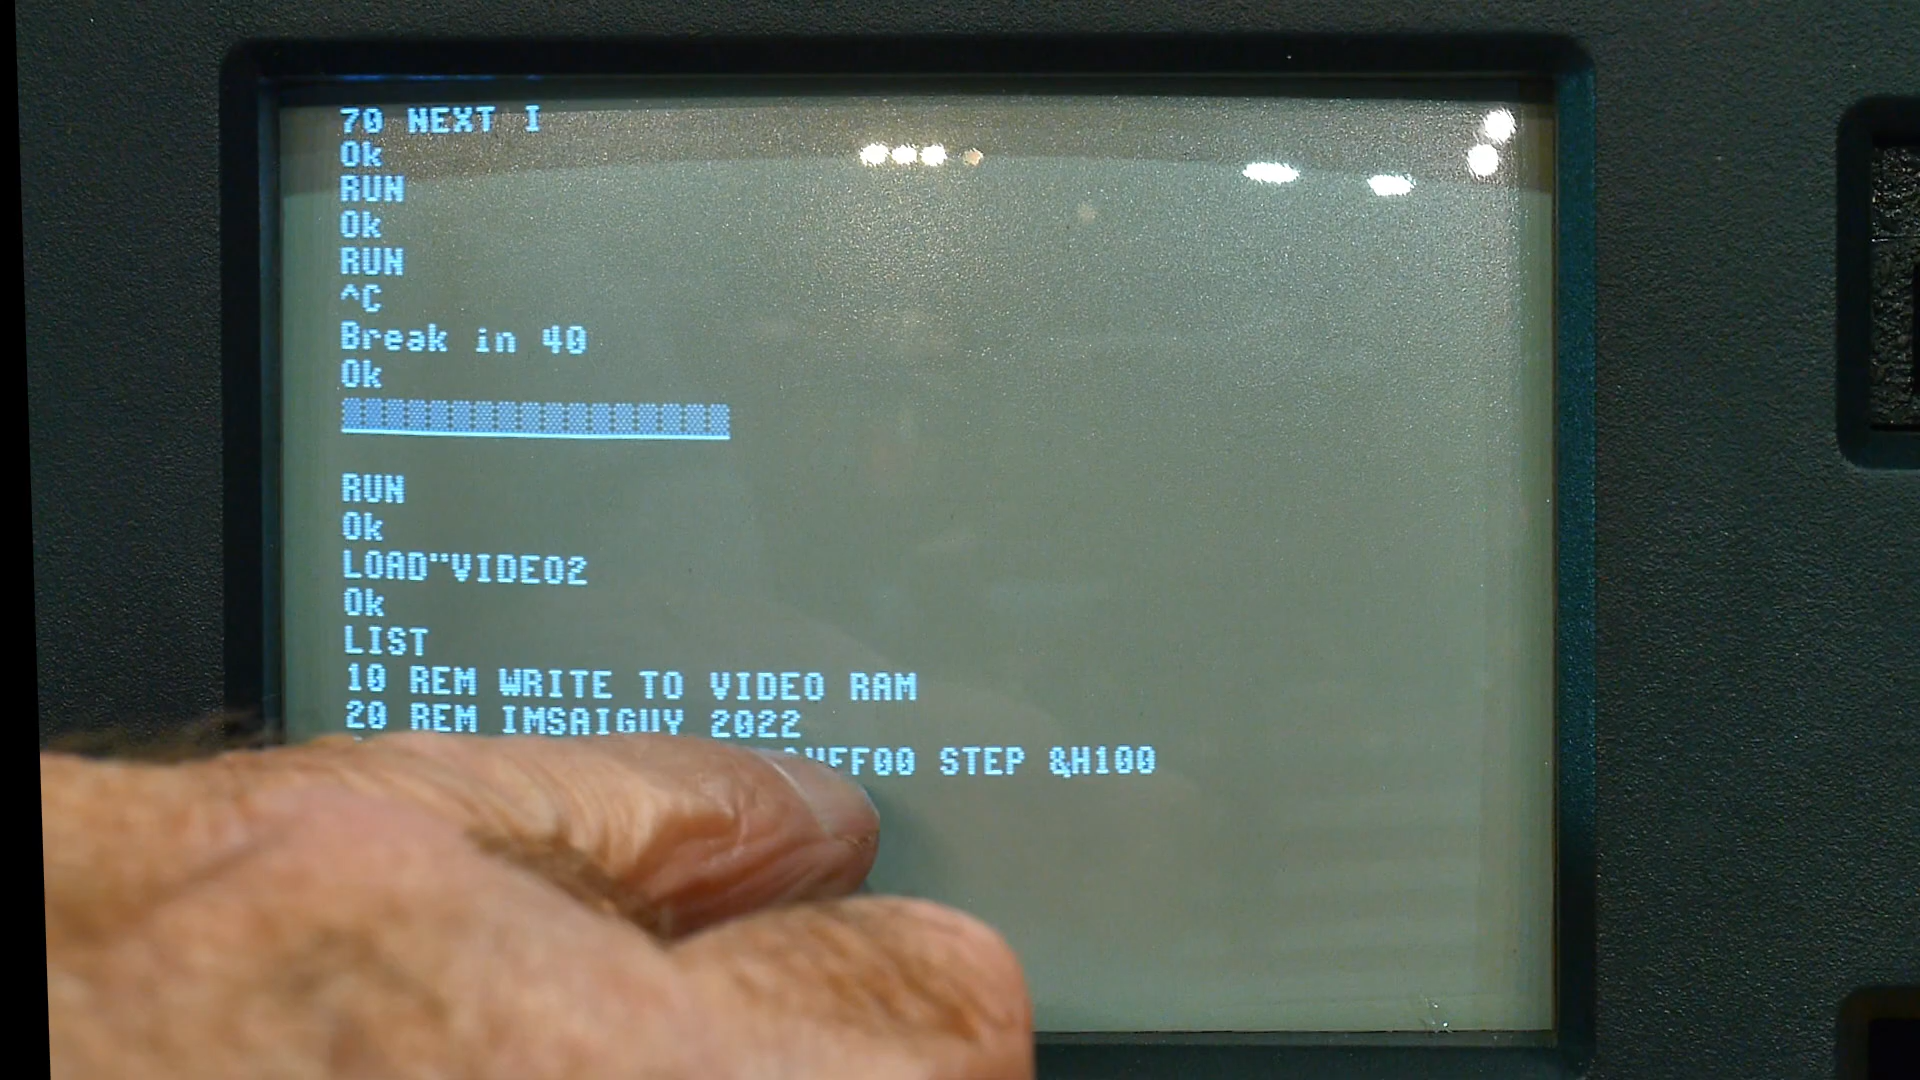 70 NEXT I
Ok
RUN
Ok
RUN
^C
Break in 40
Ok
RUN
Ok
LOAD"VIDEO2
Ok
LIST
10 REM WRITE TO VIDEO RAM
20 REM IMSAIGUY 2022
&HFF00 STEP &H100